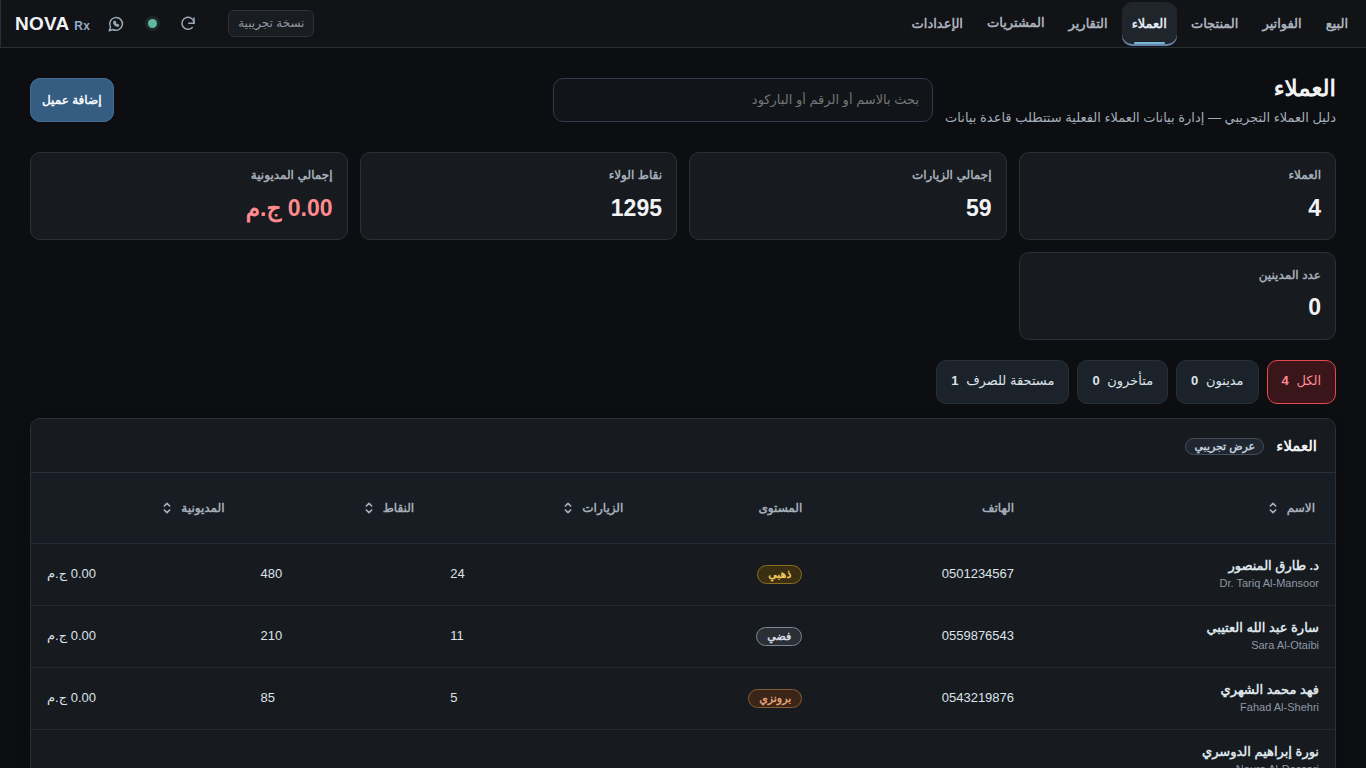 البيع
الفواتير
المنتجات
العملاء
التقارير
المشتريات
الإعدادات
نسخة تجريبية
NOVA Rx
العملاء
دليل العملاء التجريبي — إدارة بيانات العملاء الفعلية ستتطلب قاعدة بيانات
بحث بالاسم أو الرقم أو الباركود
إضافة عميل
العملاء
4
إجمالي الزيارات
59
نقاط الولاء
1295
إجمالي المديونية
0.00 ج.م
عدد المدينين
0
الكل 4
مدينون 0
متأخرون 0
مستحقة للصرف 1
العملاء عرض تجريبي
الاسم الهاتف المستوى الزيارات النقاط المديونية
د. طارق المنصور 0501234567 ذهبي 24 480 0.00 ج.م
Dr. Tariq Al-Mansoor
سارة عبد الله العتيبي 0559876543 فضي 11 210 0.00 ج.م
Sara Al-Otaibi
فهد محمد الشهري 0543219876 برونزي 5 85 0.00 ج.م
Fahad Al-Shehri
نورة إبراهيم الدوسري